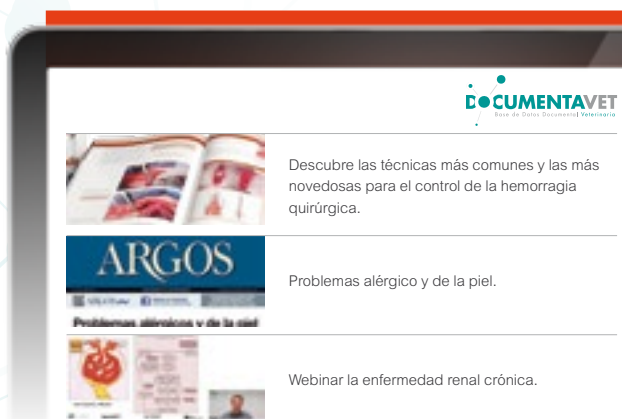 DOCUMENTAVET
Base de Datos Documental Veterinario
Descubre las técnicas más comunes y las más
novedosas para el control de la hemorragia
quirúrgica.
ARGOS
Problemas alérgicos y de la piel
Problemas alérgico y de la piel.
Webinar la enfermedad renal crónica.